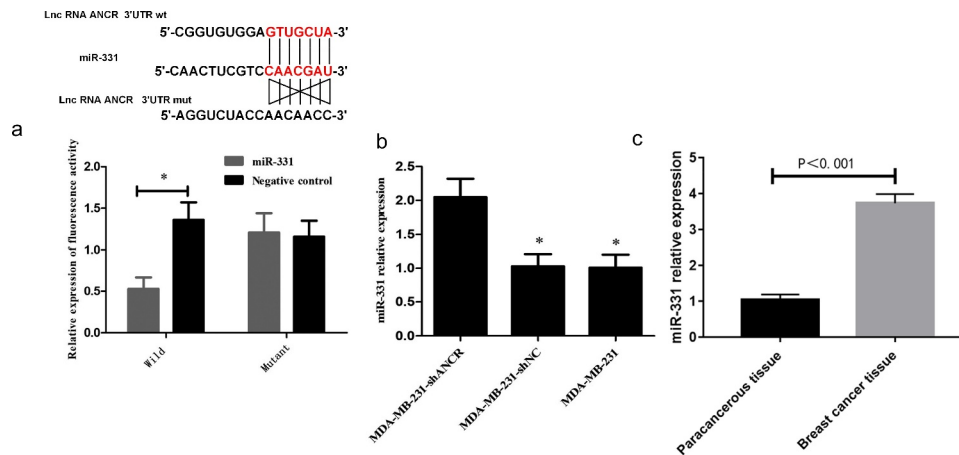 Lnc RNA ANCR 3'UTR wt
5'-CGGUGUGGAGTUGCUA-3'
miR-331
5'-CAACTUCGTCCAACGAU-3'
Lnc RNA ANCR 3'UTR mut
5'-AGGUCUACCAACAACC-3'
a
Relative expression of fluorescence activity
2.0
1.5
1.0
0.5
0.0
miR-331
Negative control
*
Wild
Mutant
b
miR-331 relative expression
2.5
2.0
1.5
1.0
0.5
0.0
*
*
MDA-MB-231-shANCR
MDA-MB-231-shNC
MDA-MB-231
c
miR-331 relative expression
5
4
3
2
1
0
P<0.001
Paracancerous tissue
Breast cancer tissue